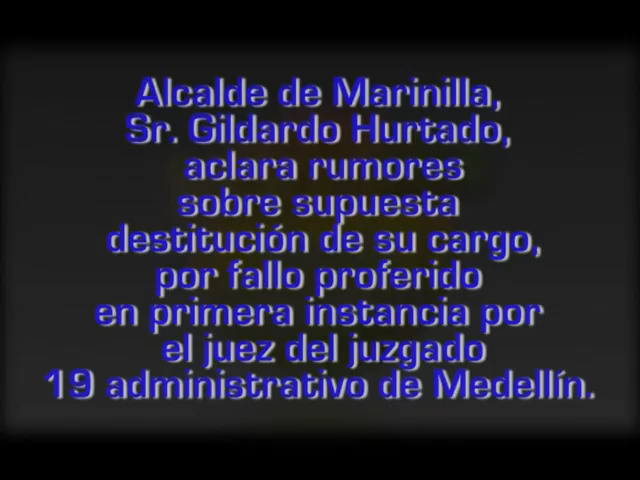 Alcalde de Marinilla,
Sr. Gildardo Hurtado,
aclara rumores
sobre supuesta
destitución de su cargo,
por fallo proferido
en primera instancia por
el juez del juzgado
19 administrativo de Medellín.